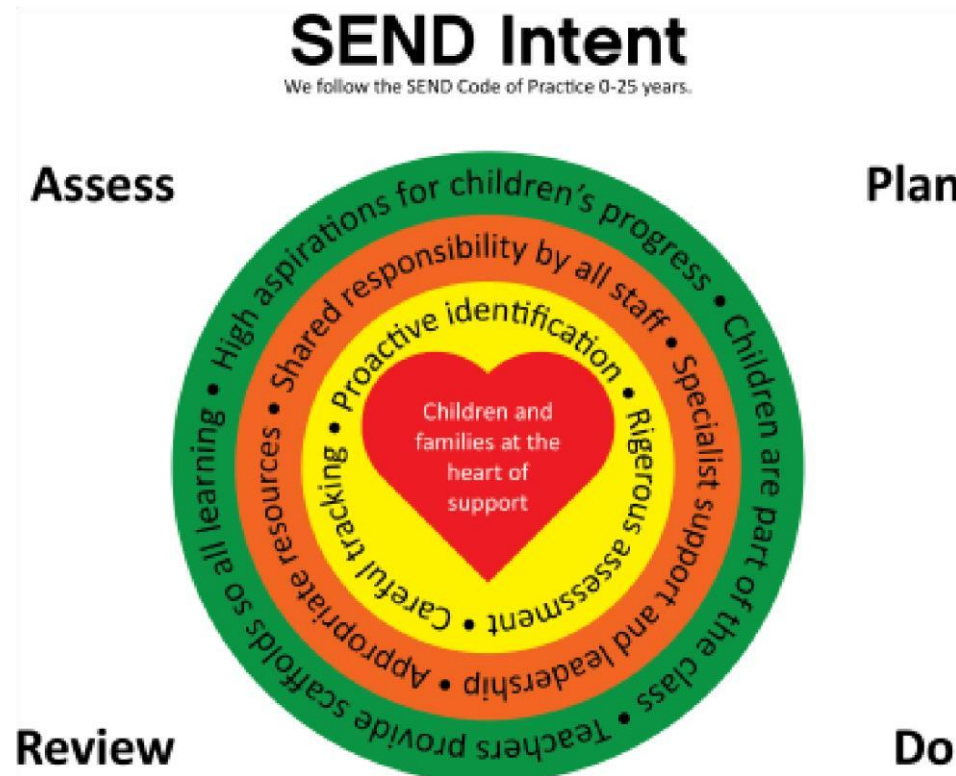 SEND Intent
We follow the SEND Code of Practice 0-25 years.
Assess
Plan
High aspirations for children's progress • Children are part of the class • Teachers provide scaffolds so all learning •
Shared responsibility by all staff • Specialist support and leadership • Appropriate resources •
Proactive identification • Rigerous assessment • Careful tracking •
Children and
families at the
heart of
support
Review
Do